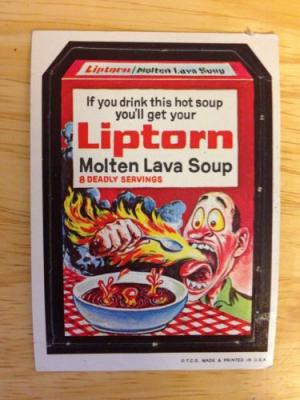 Liptorn/Molten Lava Soup
If you drink this hot soup
you'll get your
Liptorn
Molten Lava Soup
8 DEADLY SERVINGS
©T.C.G. MADE & PRINTED IN U.S.A.